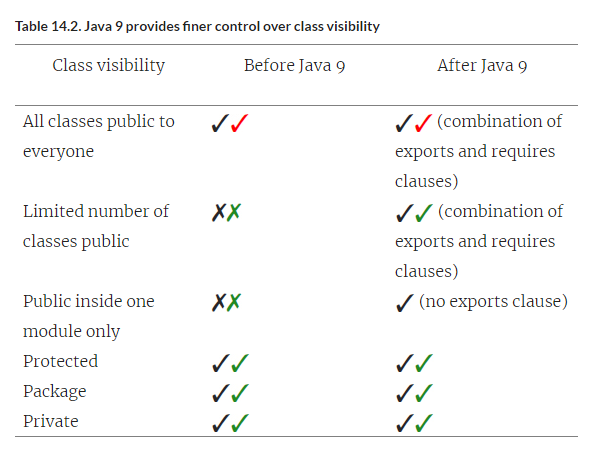 Table 14.2. Java 9 provides finer control over class visibility
Class visibility Before Java 9 After Java 9
All classes public to everyone ✓✓ ✓✓ (combination of exports and requires clauses)
Limited number of classes public ✗✗ ✓✓ (combination of exports and requires clauses)
Public inside one module only ✗✗ ✓ (no exports clause)
Protected ✓✓ ✓✓
Package ✓✓ ✓✓
Private ✓✓ ✓✓